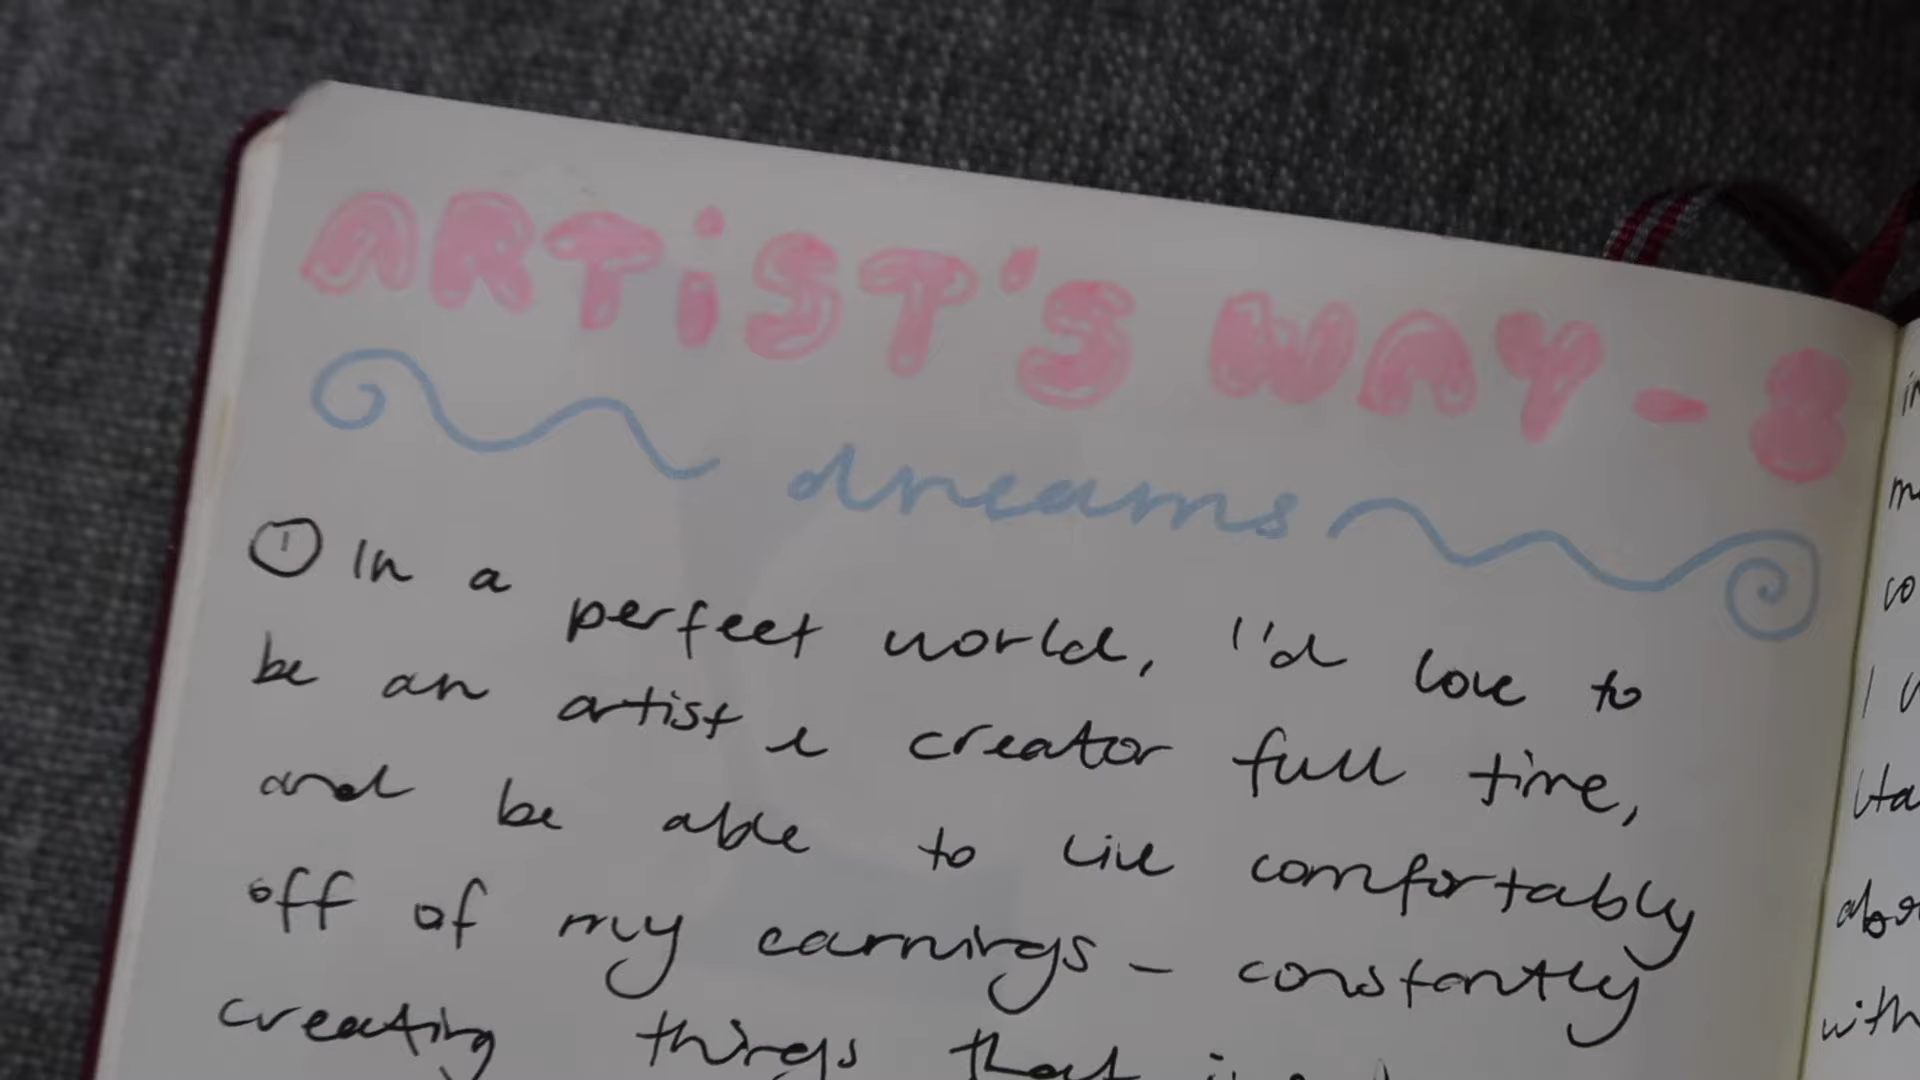 ARTiST'S WAY - 8
dreams
① In a perfect world, I'd love to
be an artist & creator full time,
and be able to live comfortably
off of my earnings - constantly
creating things that
with